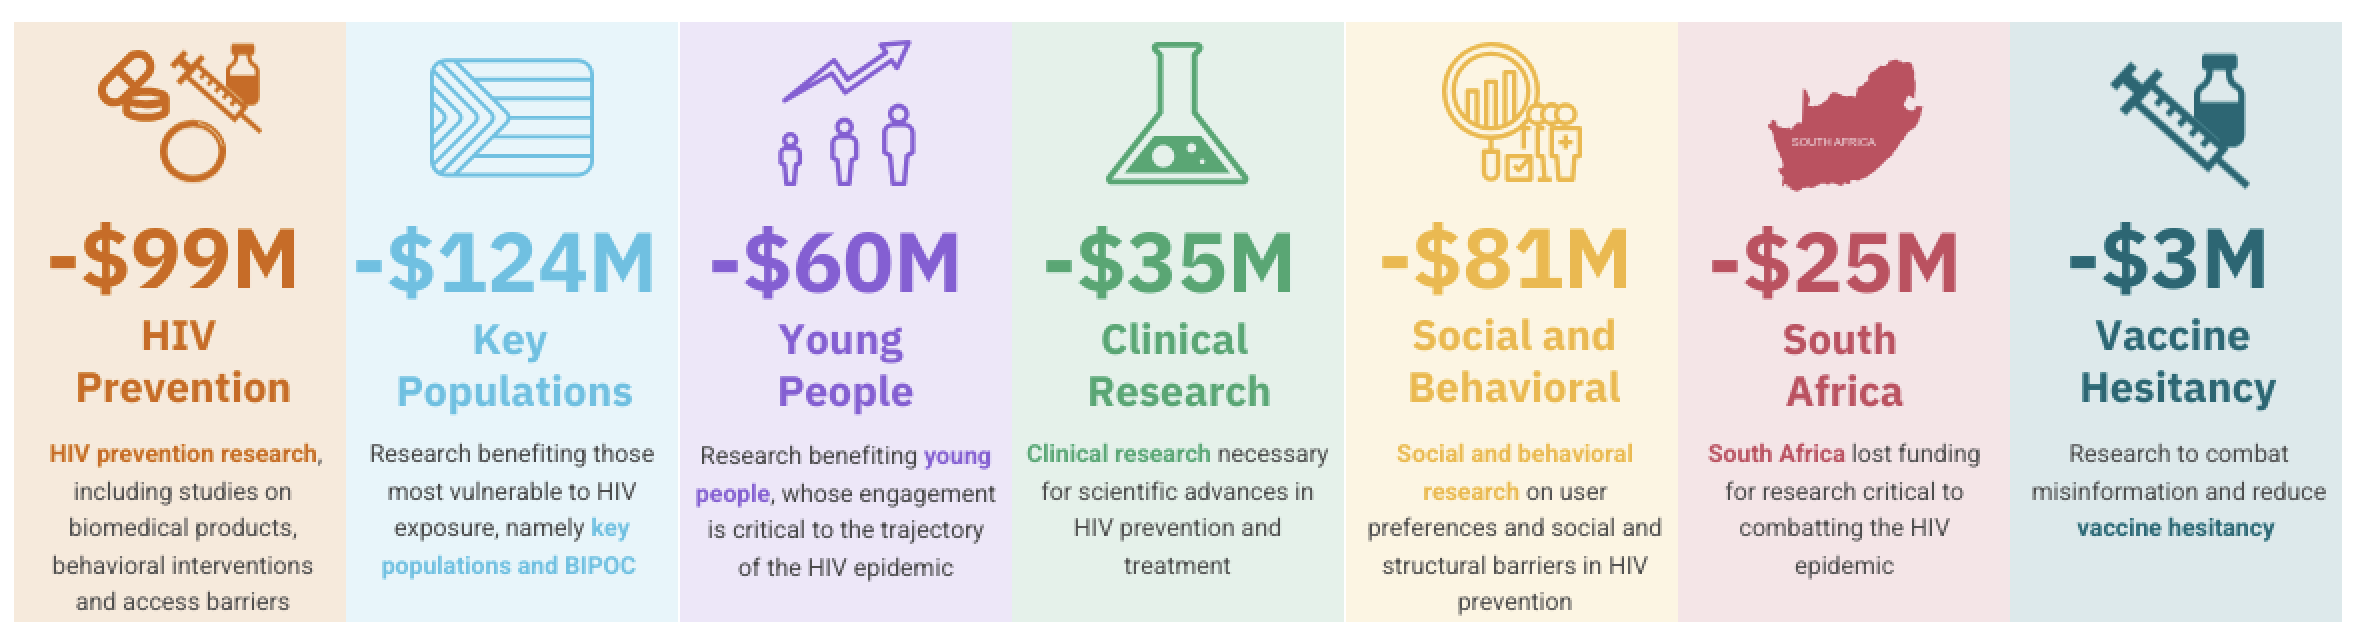 -$99M
HIV
Prevention
HIV prevention research,
including studies on
biomedical products,
behavioral interventions
and access barriers
-$124M
Key
Populations
Research benefiting those
most vulnerable to HIV
exposure, namely key
populations and BIPOC
-$60M
Young
People
Research benefiting young
people, whose engagement
is critical to the trajectory
of the HIV epidemic
-$35M
Clinical
Research
Clinical research necessary
for scientific advances in
HIV prevention and
treatment
-$81M
Social and
Behavioral
Social and behavioral
research on user
preferences and social and
structural barriers in HIV
prevention
SOUTH AFRICA
-$25M
South
Africa
South Africa lost funding
for research critical to
combatting the HIV
epidemic
-$3M
Vaccine
Hesitancy
Research to combat
misinformation and reduce
vaccine hesitancy